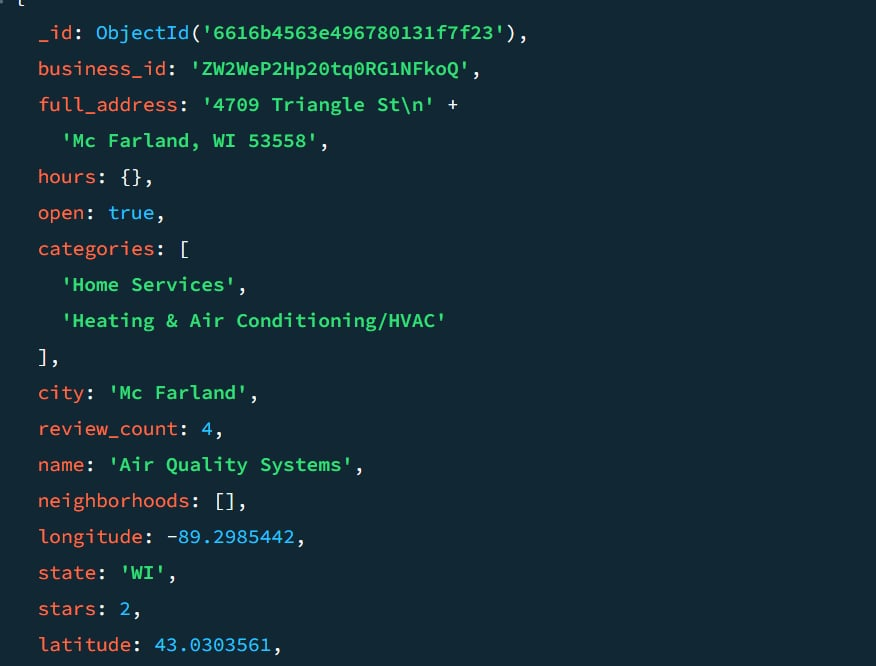 {
_id: ObjectId('6616b4563e496780131f7f23'),
business_id: 'ZW2WeP2Hp20tq0RG1NFkoQ',
full_address: '4709 Triangle St\n' +
'Mc Farland, WI 53558',
hours: {},
open: true,
categories: [
'Home Services',
'Heating & Air Conditioning/HVAC'
],
city: 'Mc Farland',
review_count: 4,
name: 'Air Quality Systems',
neighborhoods: [],
longitude: -89.2985442,
state: 'WI',
stars: 2,
latitude: 43.0303561,